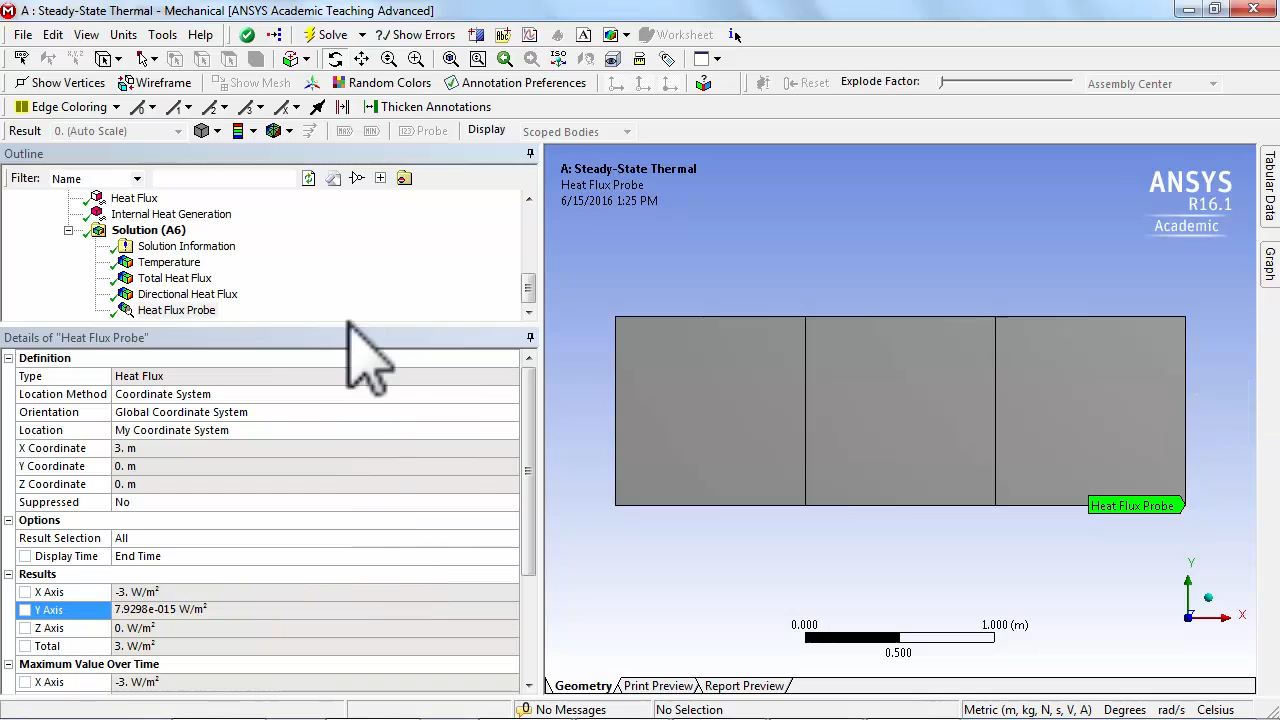 A : Steady-State Thermal - Mechanical [ANSYS Academic Teaching Advanced]
File Edit View Units Tools Help Solve Show Errors Worksheet
Show Vertices Wireframe Show Mesh Random Colors Annotation Preferences Reset Explode Factor: Assembly Center
Edge Coloring Thicken Annotations
Result 0. (Auto Scale) Probe Display Scoped Bodies
Outline
Filter: Name
Heat Flux
Internal Heat Generation
Solution (A6)
Solution Information
Temperature
Total Heat Flux
Directional Heat Flux
Heat Flux Probe
Details of "Heat Flux Probe"
Definition
Type Heat Flux
Location Method Coordinate System
Orientation Global Coordinate System
Location My Coordinate System
X Coordinate 3. m
Y Coordinate 0. m
Z Coordinate 0. m
Suppressed No
Options
Result Selection All
Display Time End Time
Results
X Axis -3. W/m²
Y Axis 7.9298e-015 W/m²
Z Axis 0. W/m²
Total 3. W/m²
Maximum Value Over Time
X Axis -3. W/m²
A: Steady-State Thermal
Heat Flux Probe
6/15/2016 1:25 PM
ANSYS
R16.1
Academic
Heat Flux Probe
Y
Z
X
0.000 1.000 (m)
0.500
Geometry Print Preview Report Preview
Tabular Data
Graph
No Messages No Selection Metric (m, kg, N, s, V, A) Degrees rad/s Celsius